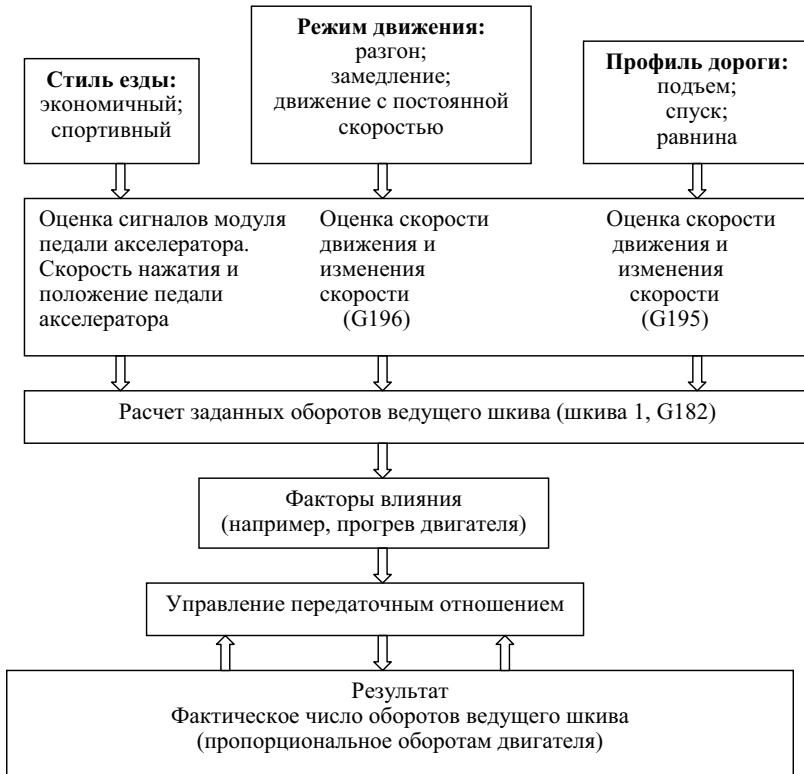 Стиль езды:
экономичный;
спортивный
Режим движения:
разгон;
замедление;
движение с постоянной
скоростью
Профиль дороги:
подъем;
спуск;
равнина
Оценка сигналов модуля
педали акселератора.
Скорость нажатия и
положение педали
акселератора
Оценка скорости
движения и
изменения
скорости
(G196)
Оценка скорости
движения и
изменения
скорости
(G195)
Расчет заданных оборотов ведущего шкива (шкива 1, G182)
Факторы влияния
(например, прогрев двигателя)
Управление передаточным отношением
Результат
Фактическое число оборотов ведущего шкива
(пропорциональное оборотам двигателя)